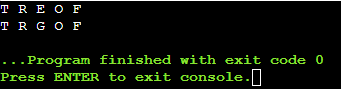 T R E O F
T R G O F
...Program finished with exit code 0
Press ENTER to exit console.